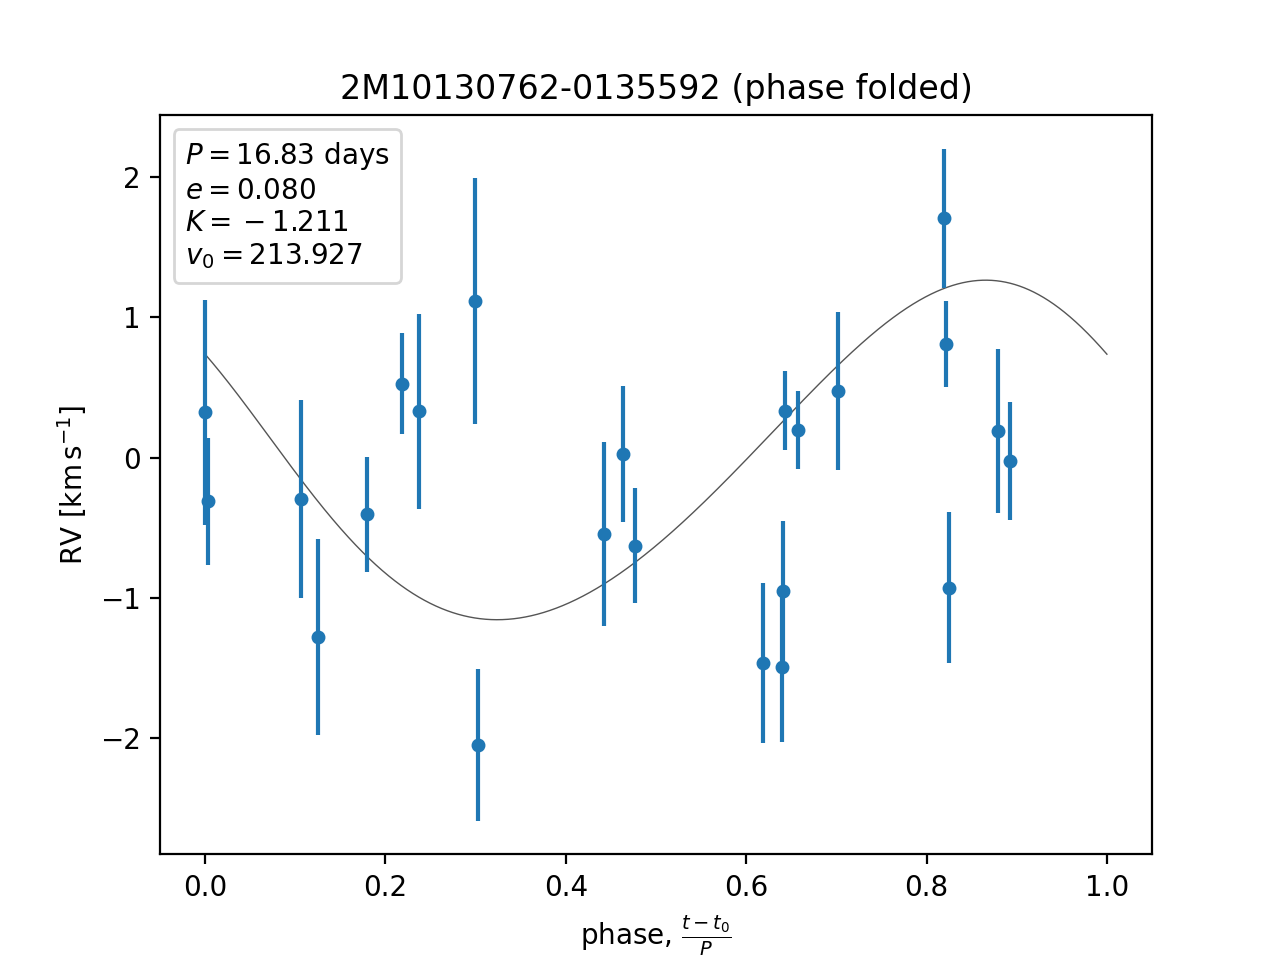 2M10130762-0135592 (phase folded)
P = 16.83 days
e = 0.080
K = −1.211
v₀ = 213.927
2
1
0
−1
−2
RV [km s⁻¹]
0.0 0.2 0.4 0.6 0.8 1.0
phase, (t − t₀)/P